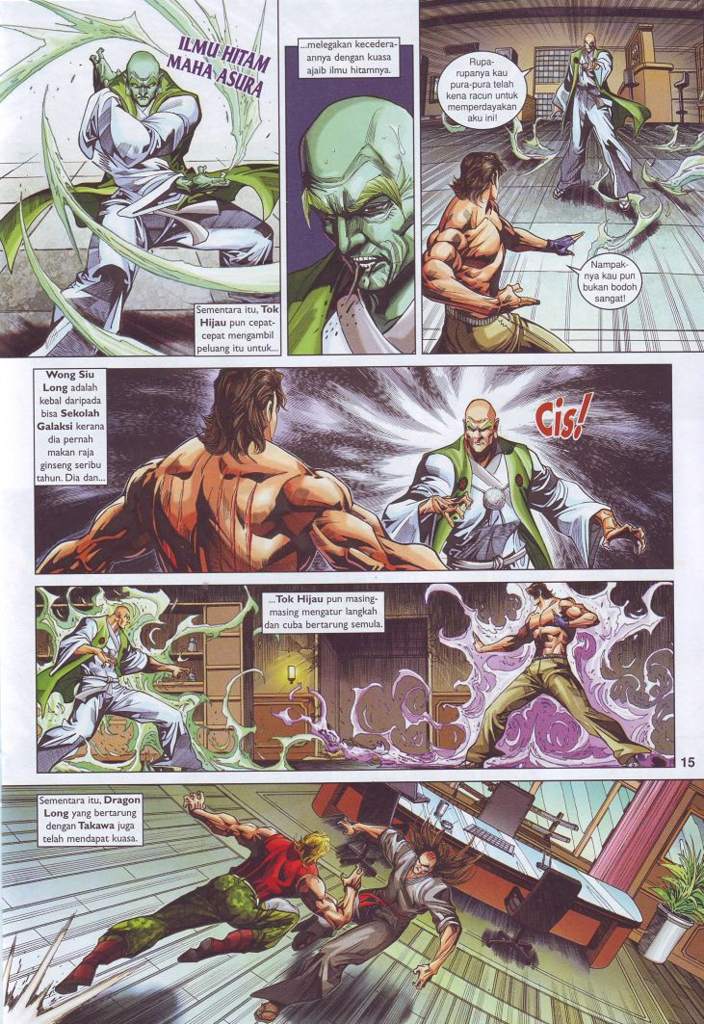 ILMU HITAM
MAHA ASURA
Sementara itu, Tok
Hijau pun cepat-
cepat mengambil
peluang itu untuk...
...melegakan kecedera-
annya dengan kuasa
ajaib ilmu hitamnya.
Rupa-
rupanya kau
pura-pura telah
kena racun untuk
memperdayakan
aku ini!
Nampak-
nya kau pun
bukan bodoh
sangat!
Wong Siu
Long adalah
kebal daripada
bisa Sekolah
Galaksi kerana
dia pernah
makan raja
ginseng seribu
tahun. Dia dan...
Cis!
...Tok Hijau pun masing-
masing mengatur langkah
dan cuba bertarung semula.
15
Sementara itu, Dragon
Long yang bertarung
dengan Takawa juga
telah mendapat kuasa.